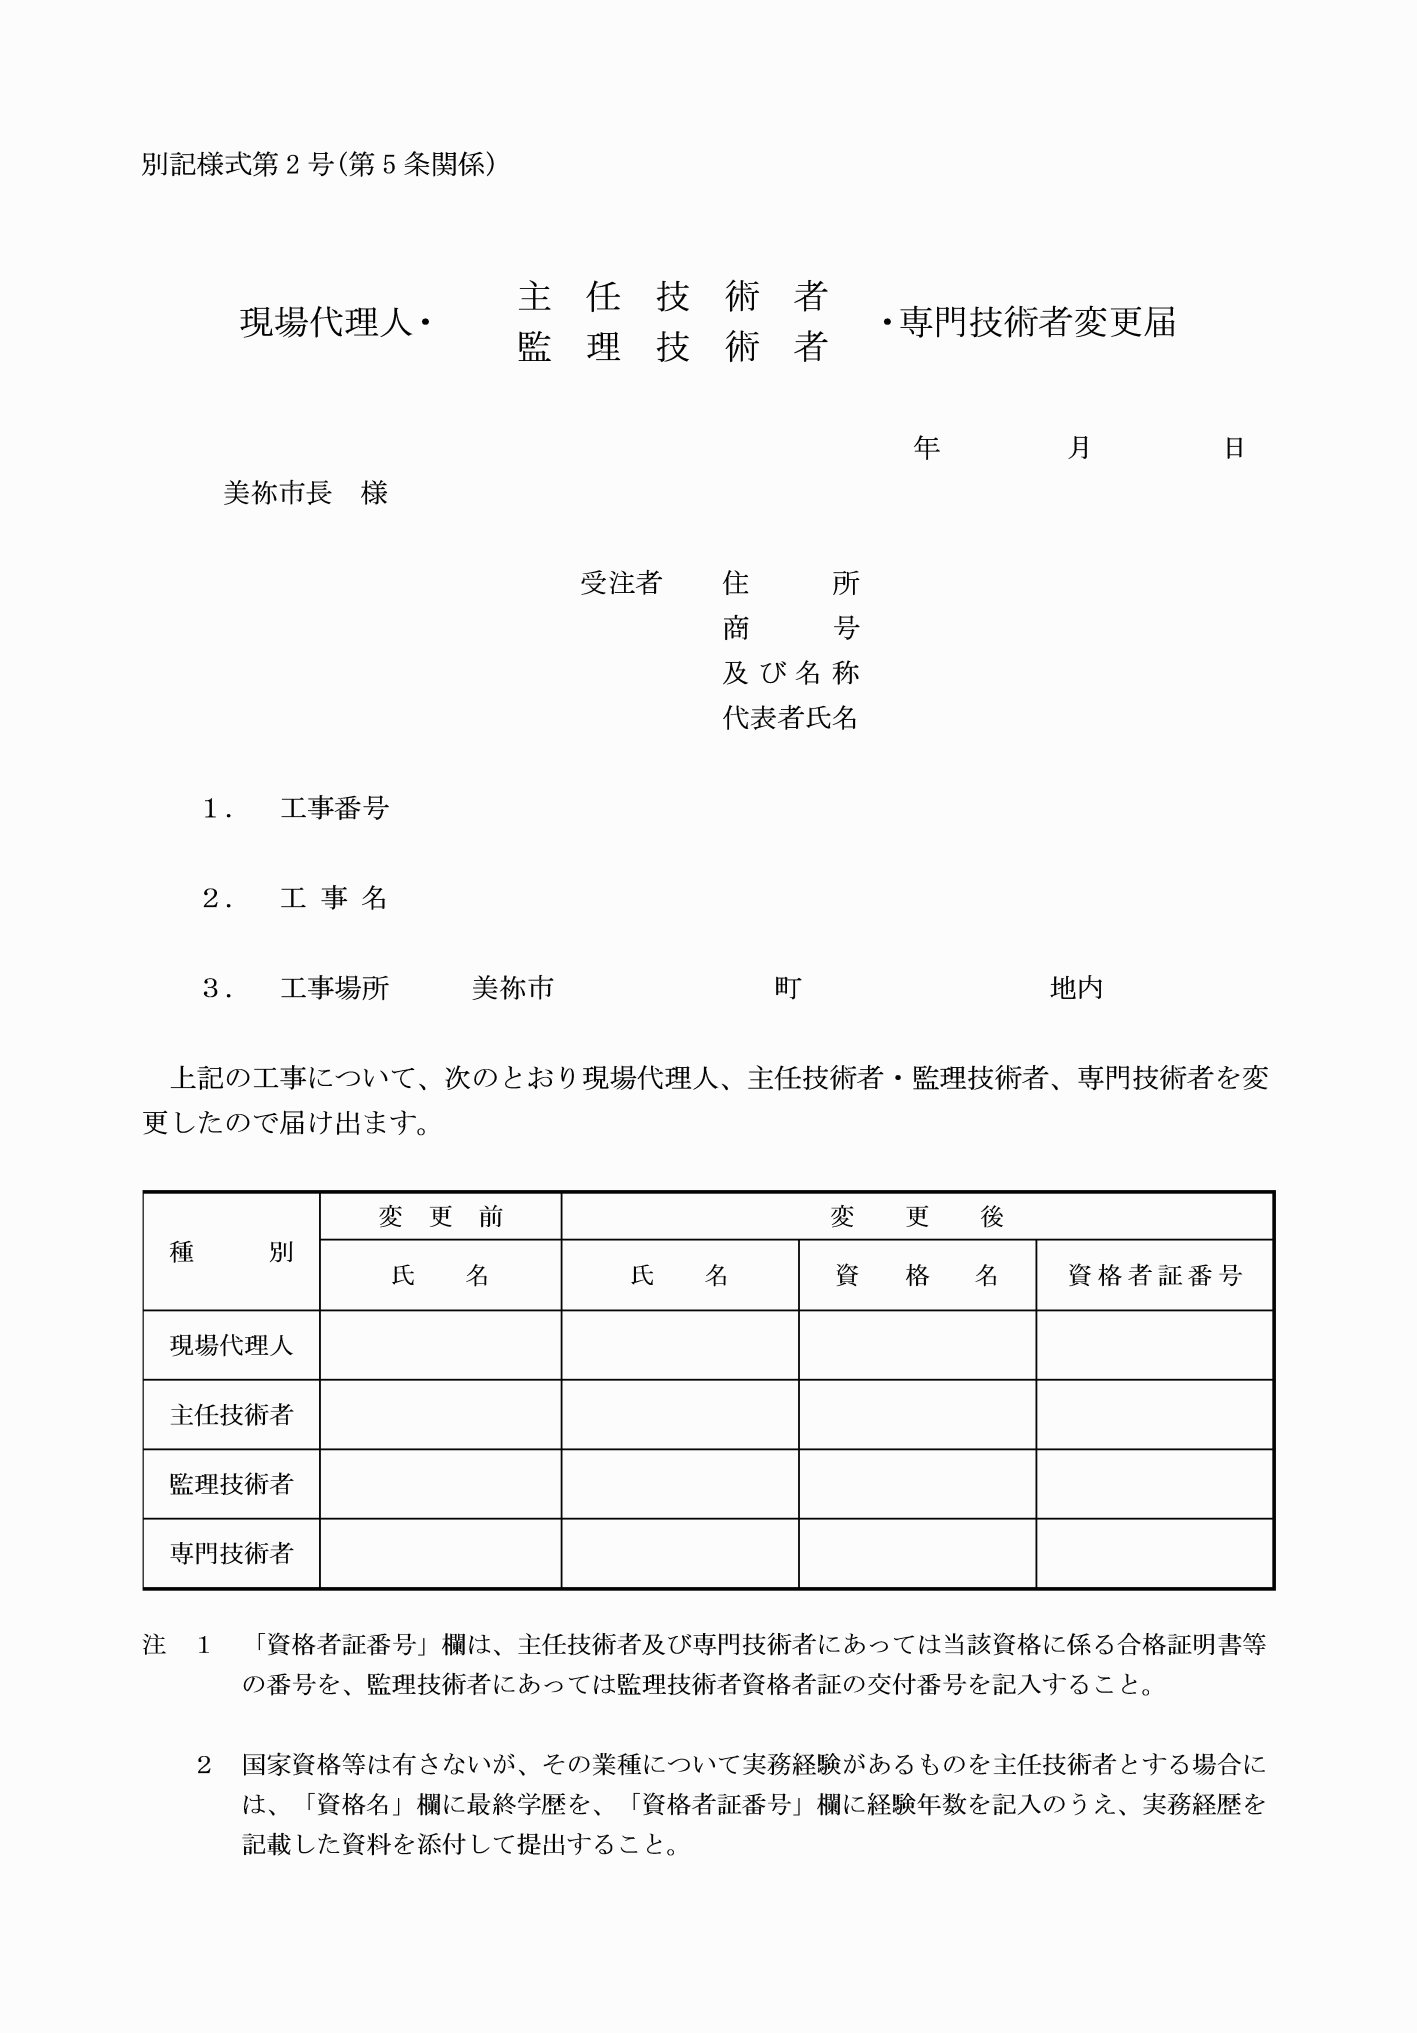 別記様式第２号（第５条関係）
現場代理人・
主任技術者
監理技術者
・専門技術者変更届
年　月　日
美祢市長　様
受注者　住　所
商　号
及び名称
代表者氏名
１．　工事番号
２．　工 事 名
３．　工事場所　美祢市　町　地内
上記の工事について、次のとおり現場代理人、主任技術者・監理技術者、専門技術者を変
更したので届け出ます。
種　別　変　更　前　変　更　後
氏　名　氏　名　資　格　名　資格者証番号
現場代理人
主任技術者
監理技術者
専門技術者
注　１　「資格者証番号」欄は、主任技術者及び専門技術者にあっては当該資格に係る合格証明書等
の番号を、監理技術者にあっては監理技術者資格者証の交付番号を記入すること。
２　国家資格等は有さないが、その業種について実務経験があるものを主任技術者とする場合に
は、「資格名」欄に最終学歴を、「資格者証番号」欄に経験年数を記入のうえ、実務経歴を
記載した資料を添付して提出すること。